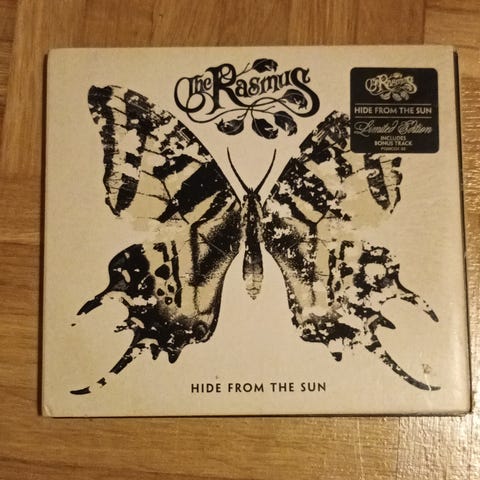 The Rasmus
The Rasmus
HIDE FROM THE SUN
Limited Edition
INCLUDES
BONUS TRACK
HIDE FROM THE SUN